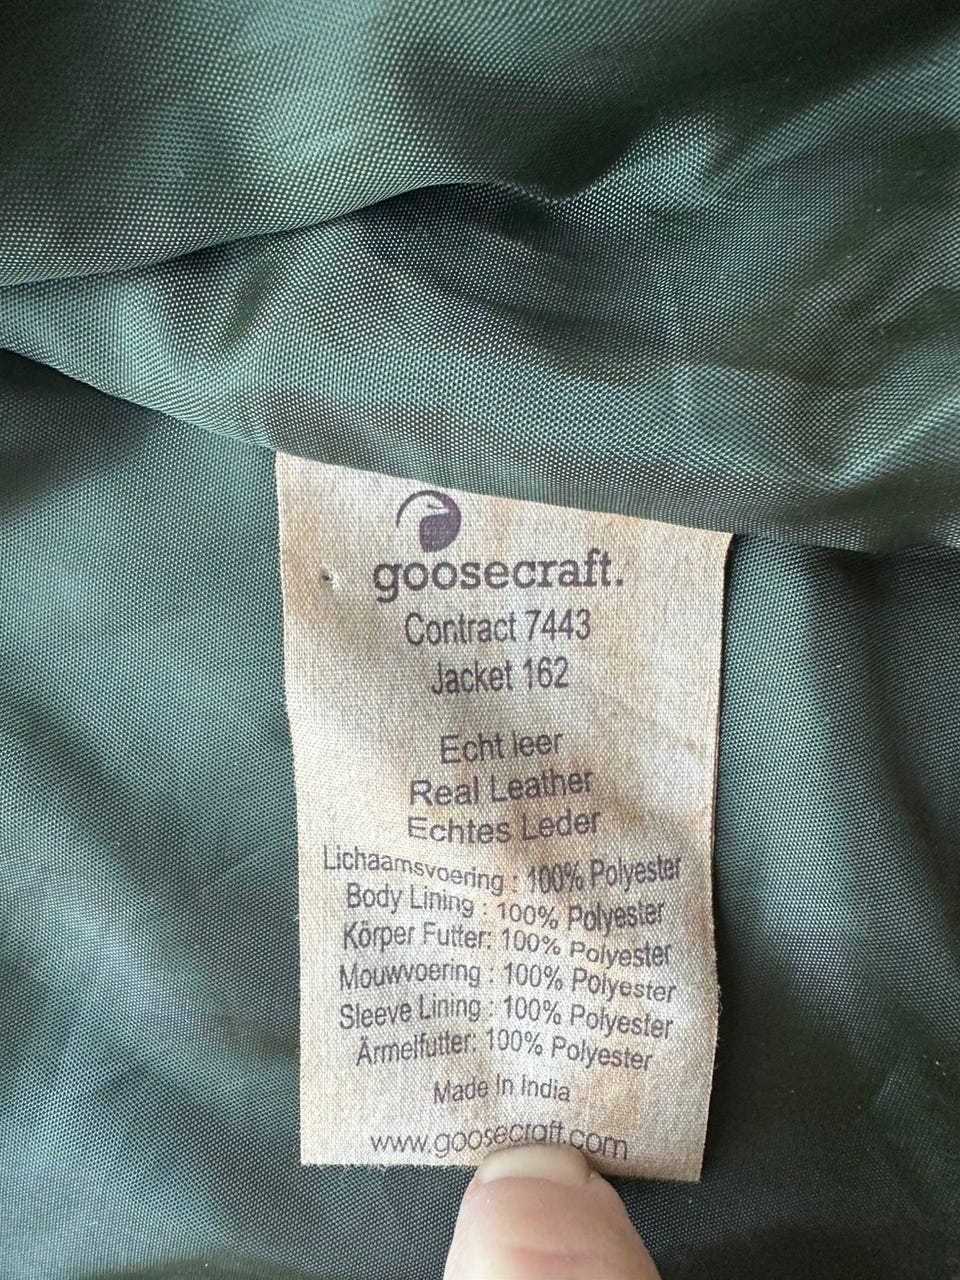 goosecraft.
Contract 7443
Jacket 162
Echt leer
Real Leather
Echtes Leder
Lichaamsvoering : 100% Polyester
Body Lining : 100% Polyester
Körper Futter: 100% Polyester
Mouwvoering : 100% Polyester
Sleeve Lining : 100% Polyester
Ärmelfutter: 100% Polyester
Made In India
www.goosecraft.com